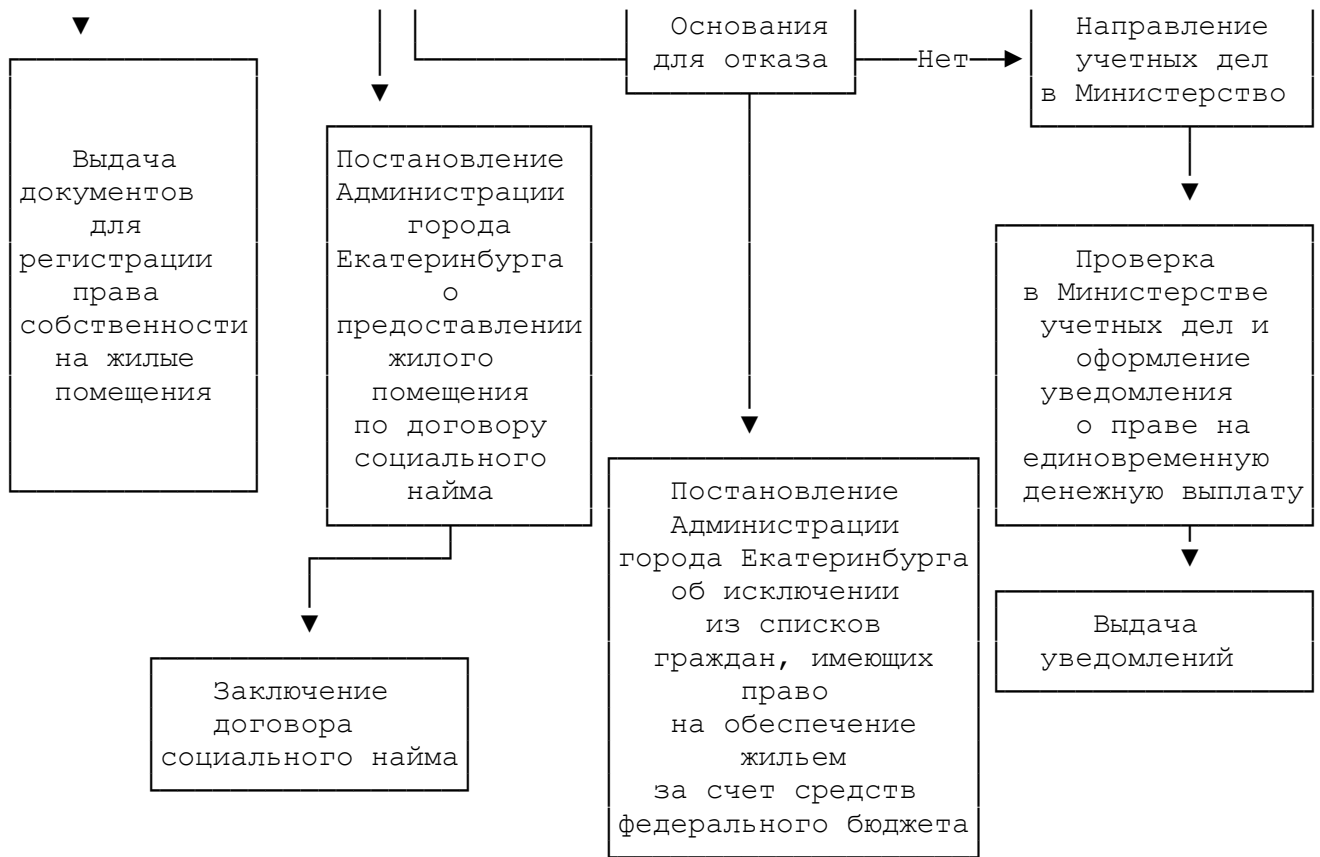 Основания
для отказа
Нет
Направление
учетных дел
в Министерство
Выдача
документов
для
регистрации
права
собственности
на жилые
помещения
Постановление
Администрации
города
Екатеринбурга
о
предоставлении
жилого
помещения
по договору
социального
найма
Проверка
в Министерстве
учетных дел и
оформление
уведомления
о праве на
единовременную
денежную выплату
Постановление
Администрации
города Екатеринбурга
об исключении
из списков
граждан, имеющих
право
на обеспечение
жильем
за счет средств
федерального бюджета
Выдача
уведомлений
Заключение
договора
социального найма